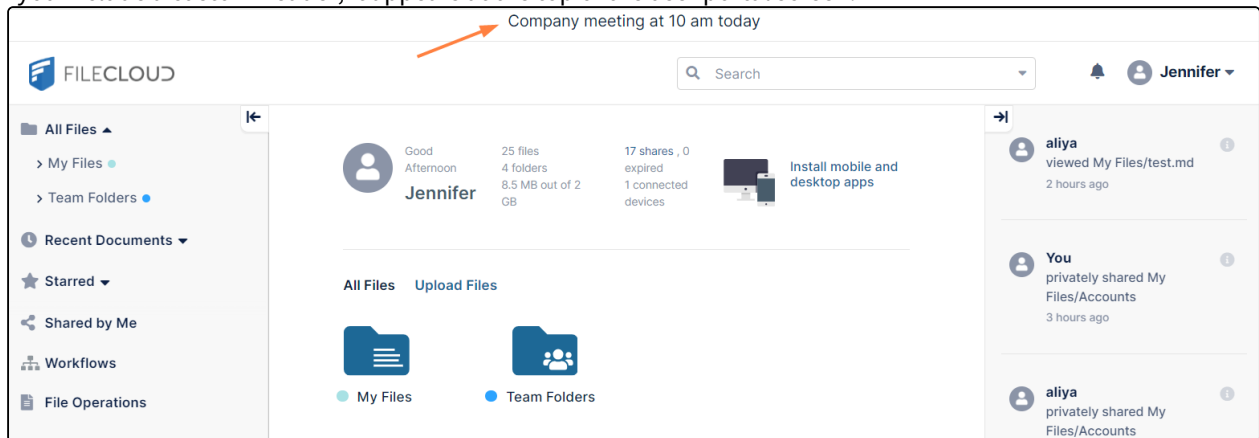 Company meeting at 10 am today
FILECLOUD
Search
Jennifer
All Files
My Files
Team Folders
Recent Documents
Starred
Shared by Me
Workflows
File Operations
Good
Afternoon
Jennifer
25 files
4 folders
8.5 MB out of 2
GB
17 shares , 0
expired
1 connected
devices
Install mobile and
desktop apps
All Files Upload Files
My Files
Team Folders
aliya
viewed My Files/test.md
2 hours ago
You
privately shared My
Files/Accounts
3 hours ago
aliya
privately shared My
Files/Accounts